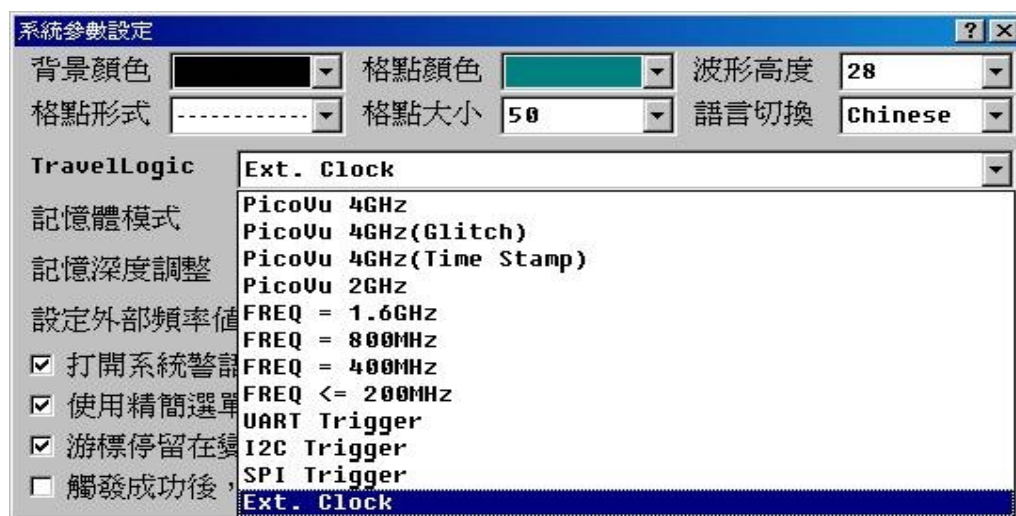 系統參數設定
背景顏色 格點顏色 波形高度 28
格點形式 格點大小 50 語言切換 Chinese
TravelLogic Ext. Clock
PicoVu 4GHz
記憶體模式 PicoVu 4GHz(Glitch)
記憶深度調整 PicoVu 4GHz(Time Stamp)
PicoVu 2GHz
設定外部頻率值 FREQ = 1.6GHz
FREQ = 800MHz
打開系統警語 FREQ = 400MHz
使用精簡選單 FREQ <= 200MHz
UART Trigger
游標停留在變 I2C Trigger
觸發成功後， SPI Trigger
Ext. Clock